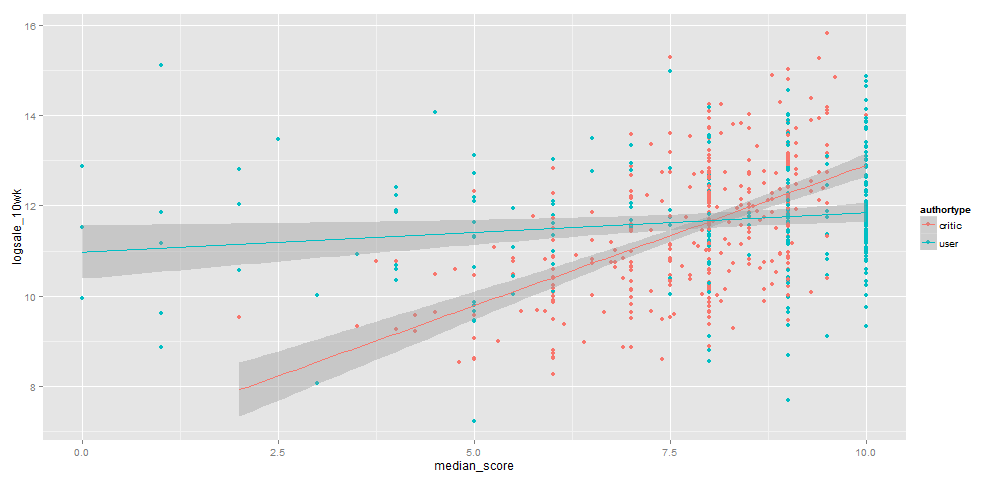 16
14
12
10
8
logsale_10wk
0.0 2.5 5.0 7.5 10.0
median_score
authortype
critic
user